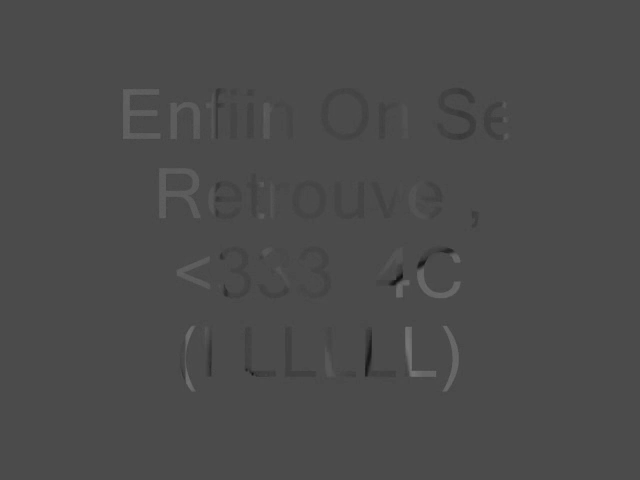 Enfiin On Se
Retrouve ,
<333 4C
(I LLLLL)